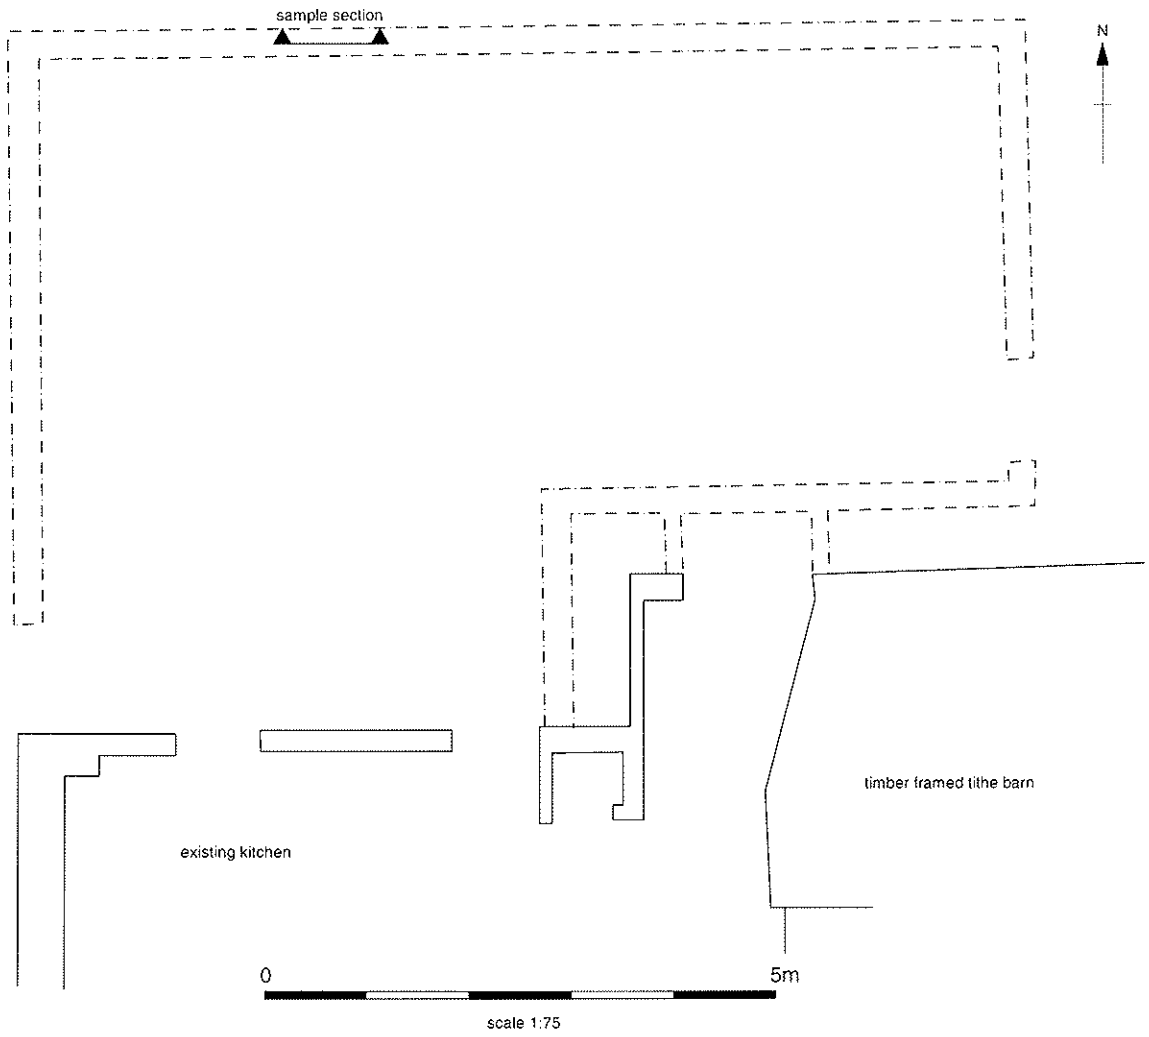 sample section
N
timber framed tithe barn
existing kitchen
0 5m
scale 1:75